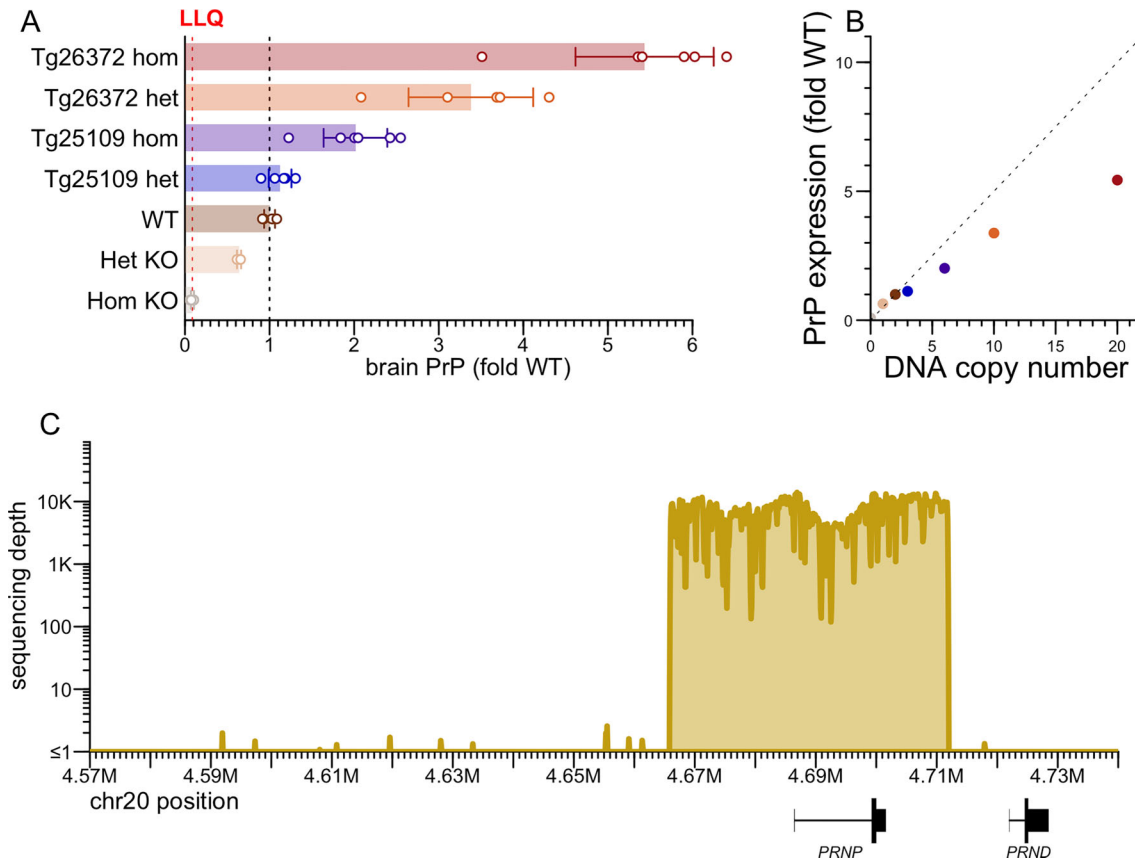 A
LLQ
Tg26372 hom
Tg26372 het
Tg25109 hom
Tg25109 het
WT
Het KO
Hom KO
0 1 2 3 4 5 6
brain PrP (fold WT)
B
PrP expression (fold WT)
10
5
0
0 5 10 15 20
DNA copy number
C
sequencing depth
10K
1K
100
10
≤1
4.57M 4.59M 4.61M 4.63M 4.65M 4.67M 4.69M 4.71M 4.73M
chr20 position
PRNP PRND